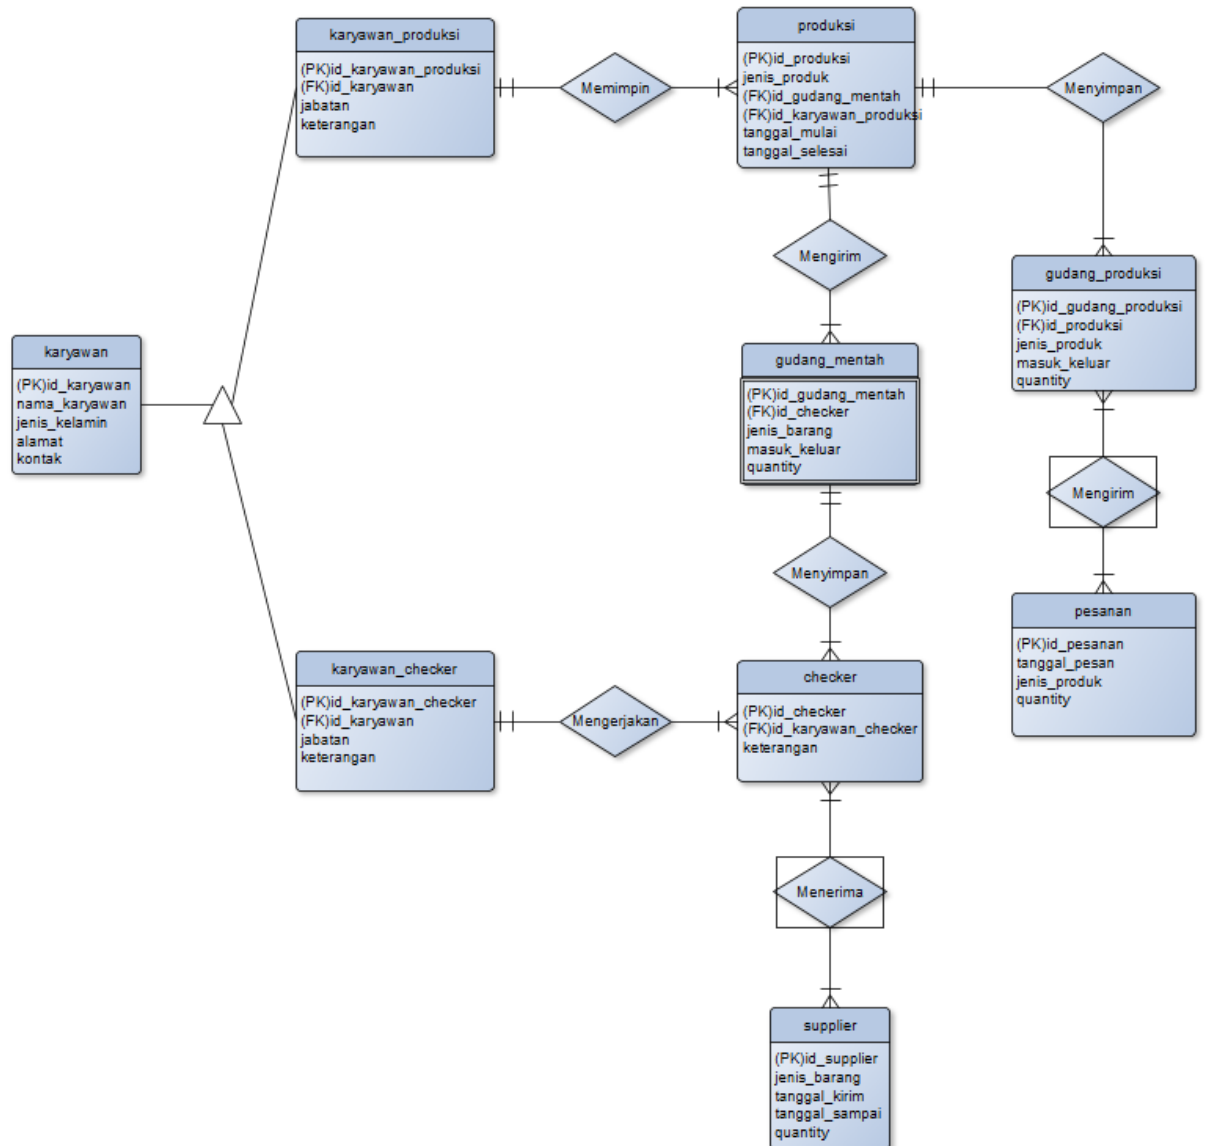 karyawan_produksi
(PK)id_karyawan_produksi
(FK)id_karyawan
jabatan
keterangan
Memimpin
produksi
(PK)id_produksi
jenis_produk
(FK)id_gudang_mentah
(FK)id_karyawan_produksi
tanggal_mulai
tanggal_selesai
Menyimpan
Mengirim
gudang_produksi
(PK)id_gudang_produksi
(FK)id_produksi
jenis_produk
masuk_keluar
quantity
karyawan
(PK)id_karyawan
nama_karyawan
jenis_kelamin
alamat
kontak
gudang_mentah
(PK)id_gudang_mentah
(FK)id_checker
jenis_barang
masuk_keluar
quantity
Mengirim
Menyimpan
pesanan
(PK)id_pesanan
tanggal_pesan
jenis_produk
quantity
karyawan_checker
(PK)id_karyawan_checker
(FK)id_karyawan
jabatan
keterangan
Mengerjakan
checker
(PK)id_checker
(FK)id_karyawan_checker
keterangan
Menerima
supplier
(PK)id_supplier
jenis_barang
tanggal_kirim
tanggal_sampai
quantity